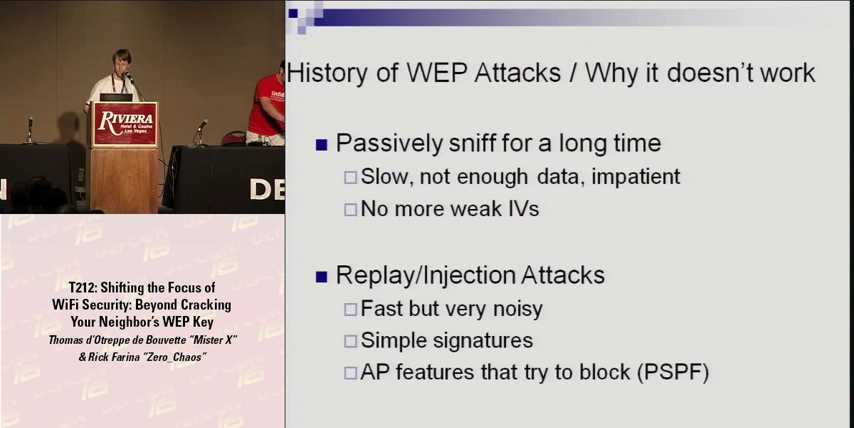 RIVIERA
Hotel & Casino
Las Vegas
N
DE
T212: Shifting the Focus of
WiFi Security: Beyond Cracking
Your Neighbor's WEP Key
Thomas d'Otreppe de Bouvette "Mister X"
& Rick Farina "Zero_Chaos"
History of WEP Attacks / Why it doesn't work
Passively sniff for a long time
Slow, not enough data, impatient
No more weak IVs
Replay/Injection Attacks
Fast but very noisy
Simple signatures
AP features that try to block (PSPF)